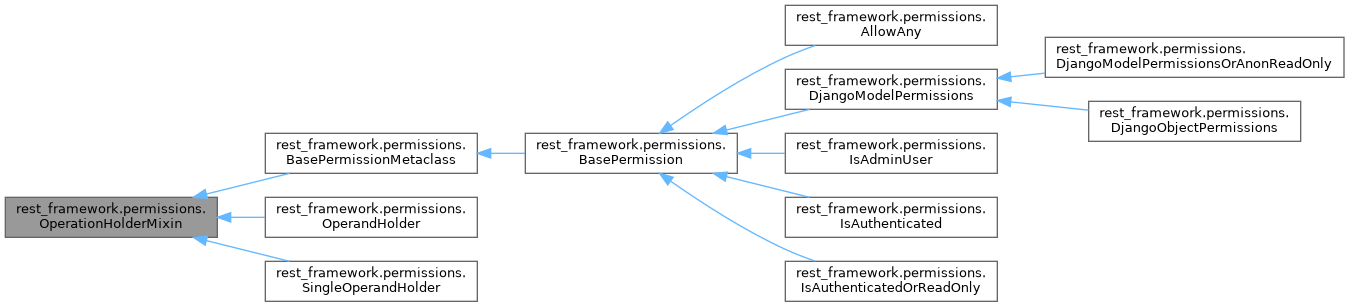 rest_framework.permissions.
OperationHolderMixin
rest_framework.permissions.
BasePermissionMetaclass
rest_framework.permissions.
OperandHolder
rest_framework.permissions.
SingleOperandHolder
rest_framework.permissions.
BasePermission
rest_framework.permissions.
AllowAny
rest_framework.permissions.
DjangoModelPermissions
rest_framework.permissions.
IsAdminUser
rest_framework.permissions.
IsAuthenticated
rest_framework.permissions.
IsAuthenticatedOrReadOnly
rest_framework.permissions.
DjangoModelPermissionsOrAnonReadOnly
rest_framework.permissions.
DjangoObjectPermissions